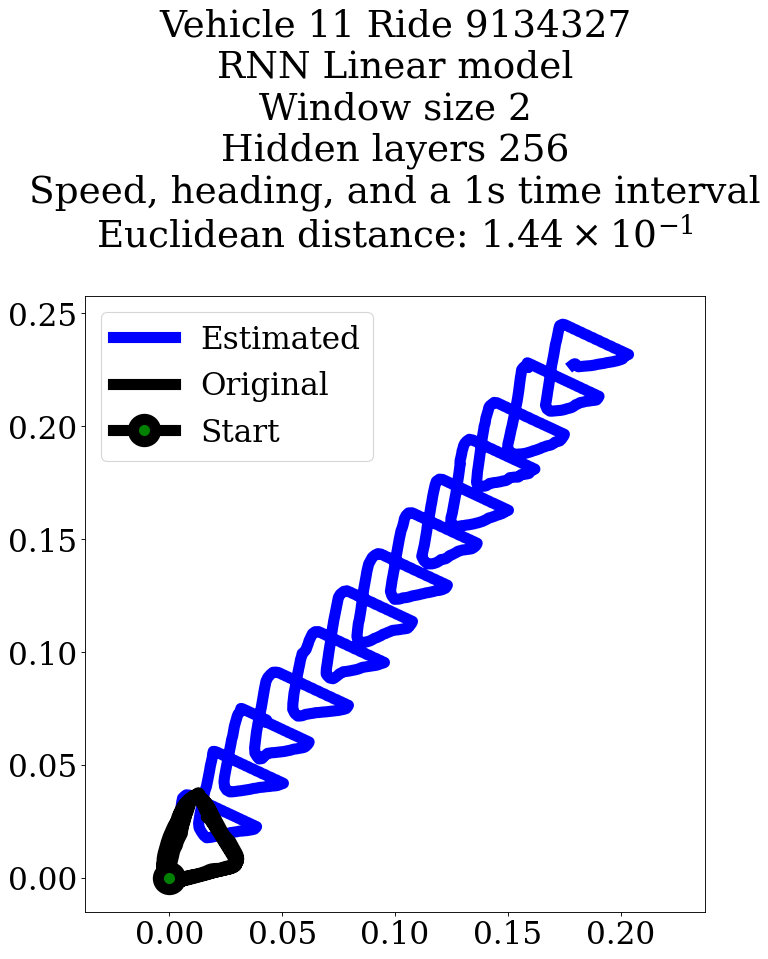 Vehicle 11 Ride 9134327
RNN Linear model
Window size 2
Hidden layers 256
Speed, heading, and a 1s time interval
Euclidean distance: 1.44 × 10⁻¹
Estimated
Original
Start
0.25
0.20
0.15
0.10
0.05
0.00
0.00 0.05 0.10 0.15 0.20